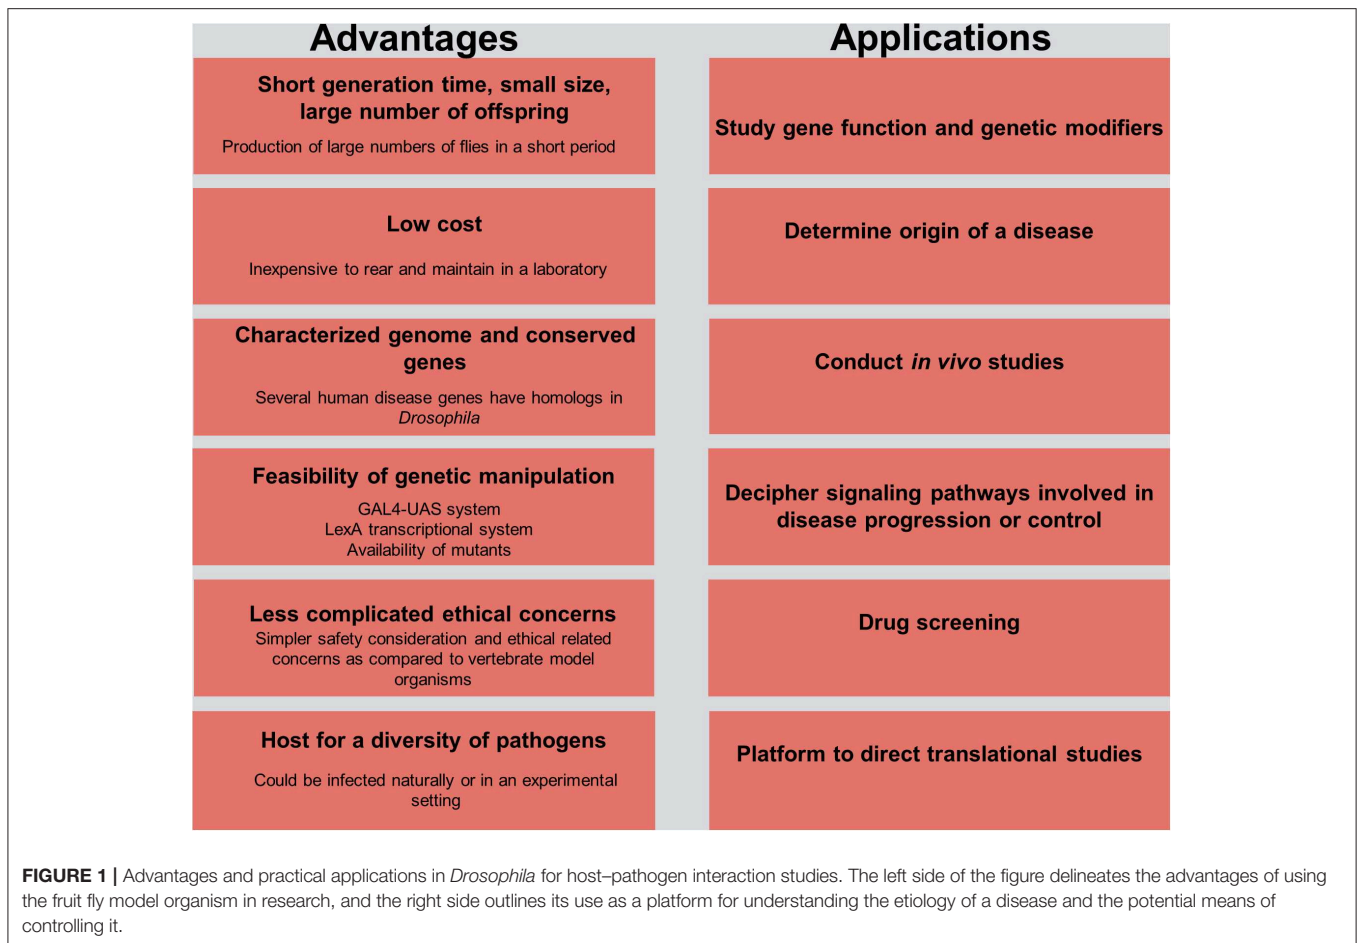 Advantages
Short generation time, small size,
large number of offspring
Production of large numbers of flies in a short period
Low cost
Inexpensive to rear and maintain in a laboratory
Characterized genome and conserved
genes
Several human disease genes have homologs in
Drosophila
Feasibility of genetic manipulation
GAL4-UAS system
LexA transcriptional system
Availability of mutants
Less complicated ethical concerns
Simpler safety consideration and ethical related
concerns as compared to vertebrate model
organisms
Host for a diversity of pathogens
Could be infected naturally or in an experimental
setting
Applications
Study gene function and genetic modifiers
Determine origin of a disease
Conduct in vivo studies
Decipher signaling pathways involved in
disease progression or control
Drug screening
Platform to direct translational studies
FIGURE 1 | Advantages and practical applications in Drosophila for host–pathogen interaction studies. The left side of the figure delineates the advantages of using
the fruit fly model organism in research, and the right side outlines its use as a platform for understanding the etiology of a disease and the potential means of
controlling it.